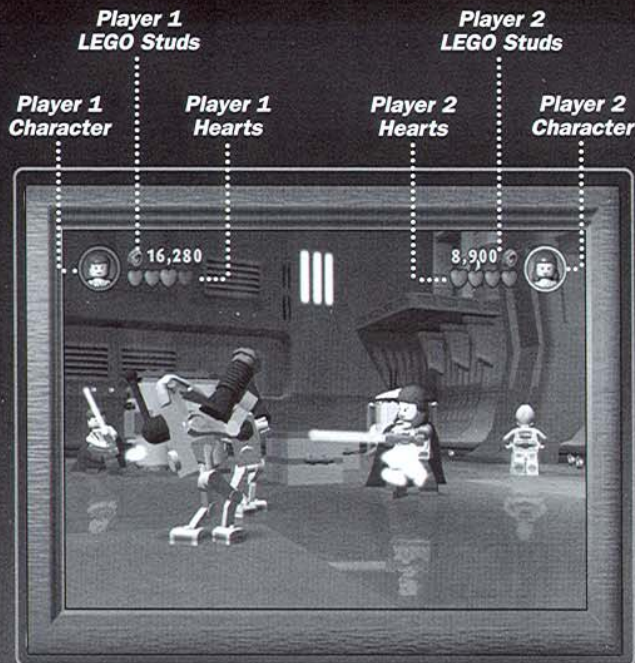 Player 1
LEGO Studs
Player 2
LEGO Studs
Player 1
Character
Player 1
Hearts
Player 2
Hearts
Player 2
Character
16,280
8,900